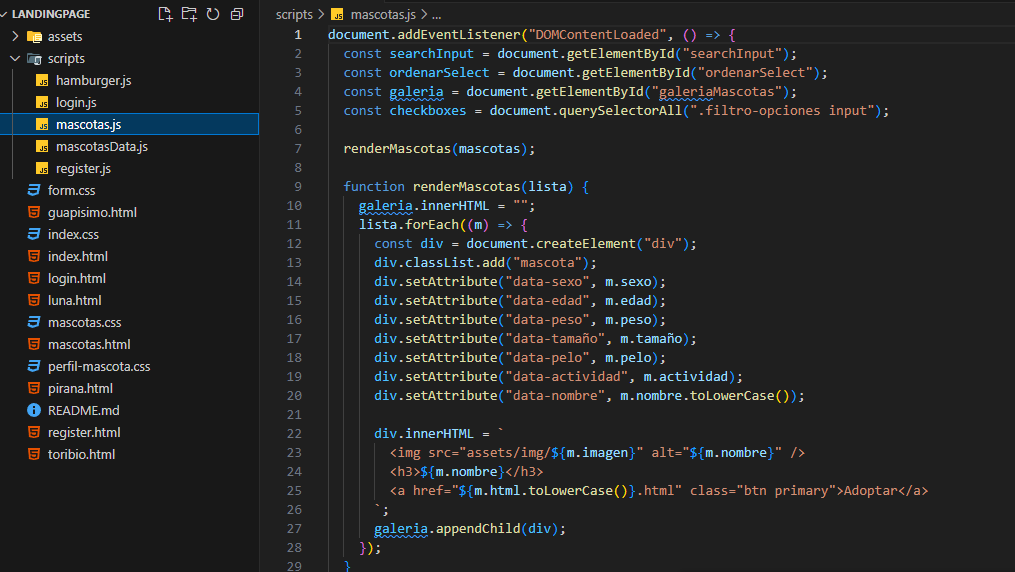 LANDINGPAGE
assets
scripts
hamburger.js
login.js
mascotas.js
mascotasData.js
register.js
form.css
guapisimo.html
index.css
index.html
login.html
luna.html
mascotas.css
mascotas.html
perfil-mascota.css
pirana.html
README.md
register.html
toribio.html
scripts > JS mascotas.js > ...
1 document.addEventListener("DOMContentLoaded", () => {
2   const searchInput = document.getElementById("searchInput");
3   const ordenarSelect = document.getElementById("ordenarSelect");
4   const galeria = document.getElementById("galeriaMascotas");
5   const checkboxes = document.querySelectorAll(".filtro-opciones input");
6
7   renderMascotas(mascotas);
8
9   function renderMascotas(lista) {
10     galeria.innerHTML = "";
11     lista.forEach((m) => {
12       const div = document.createElement("div");
13       div.classList.add("mascota");
14       div.setAttribute("data-sexo", m.sexo);
15       div.setAttribute("data-edad", m.edad);
16       div.setAttribute("data-peso", m.peso);
17       div.setAttribute("data-tamaño", m.tamaño);
18       div.setAttribute("data-pelo", m.pelo);
19       div.setAttribute("data-actividad", m.actividad);
20       div.setAttribute("data-nombre", m.nombre.toLowerCase());
21
22       div.innerHTML = `
23         <img src="assets/img/${m.imagen}" alt="${m.nombre}" />
24         <h3>${m.nombre}</h3>
25         <a href="${m.html.toLowerCase()}.html" class="btn primary">Adoptar</a>
26       `;
27       galeria.appendChild(div);
28     });
29   }